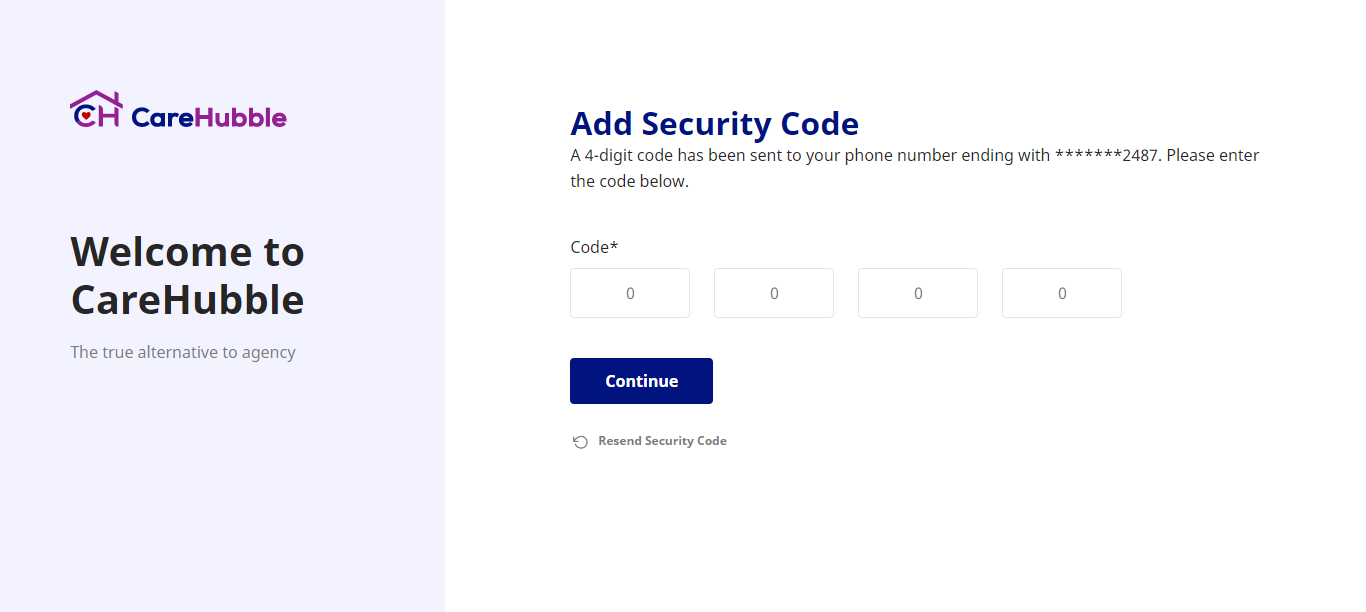 CH CareHubble
Welcome to
CareHubble
The true alternative to agency
Add Security Code
A 4-digit code has been sent to your phone number ending with *******2487. Please enter
the code below.
Code*
0 0 0 0
Continue
Resend Security Code